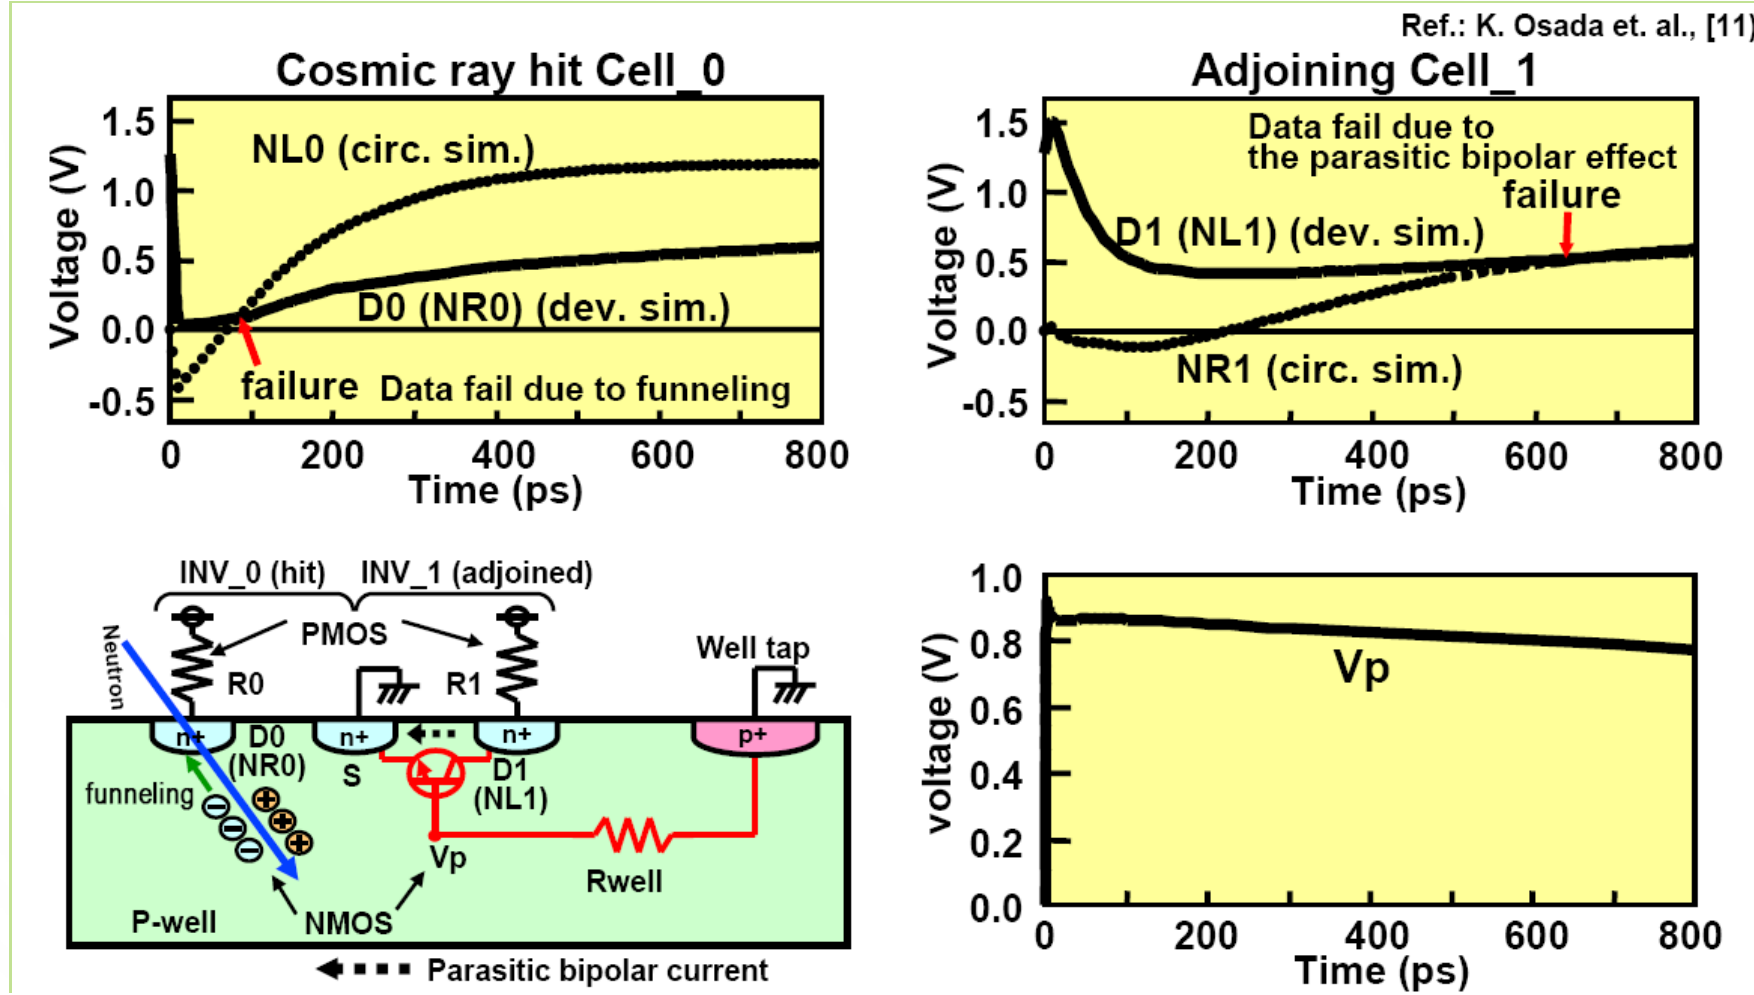 Ref.: K. Osada et. al., [11]
Cosmic ray hit Cell_0
1.5
1.0
0.5
0.0
-0.5
Voltage (V)
NL0 (circ. sim.)
D0 (NR0) (dev. sim.)
failure
Data fail due to funneling
0
200
400
600
800
Time (ps)
Adjoining Cell_1
1.5
1.0
0.5
0.0
-0.5
Voltage (V)
Data fail due to
the parasitic bipolar effect
failure
D1 (NL1) (dev. sim.)
NR1 (circ. sim.)
0
200
400
600
800
Time (ps)
INV_0 (hit)
INV_1 (adjoined)
PMOS
Neutron
R0
R1
Well tap
n+
D0
(NR0)
n+
S
n+
D1
(NL1)
p+
funneling
Vp
Rwell
P-well
NMOS
Parasitic bipolar current
1.0
0.8
0.6
0.4
0.2
0.0
voltage (V)
Vp
0
200
400
600
800
Time (ps)